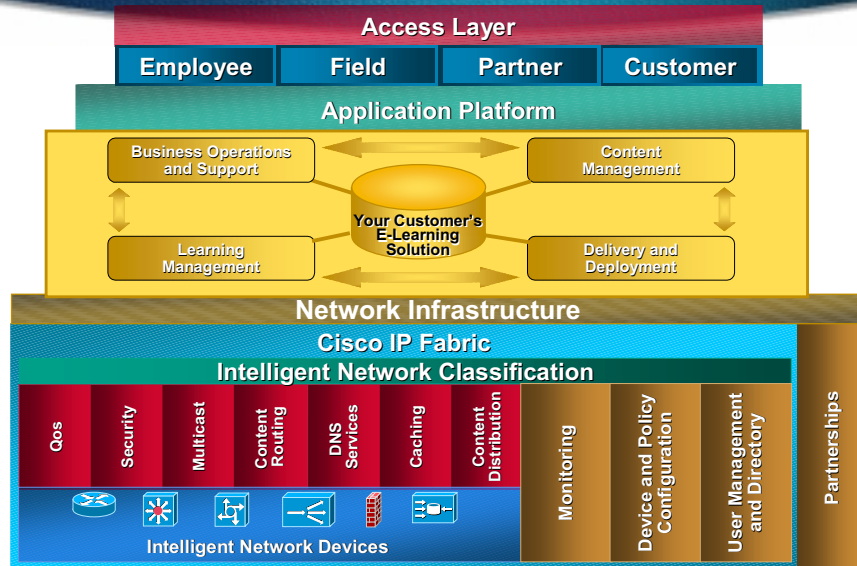 Access Layer
Employee
Field
Partner
Customer
Application Platform
Business Operations
and Support
Content
Management
Your Customer's
E-Learning
Solution
Learning
Management
Delivery and
Deployment
Network Infrastructure
Cisco IP Fabric
Intelligent Network Classification
Qos
Security
Multicast
Content
Routing
DNS
Services
Caching
Content
Distribution
Monitoring
Device and Policy
Configuration
User Management
and Directory
Partnerships
Intelligent Network Devices